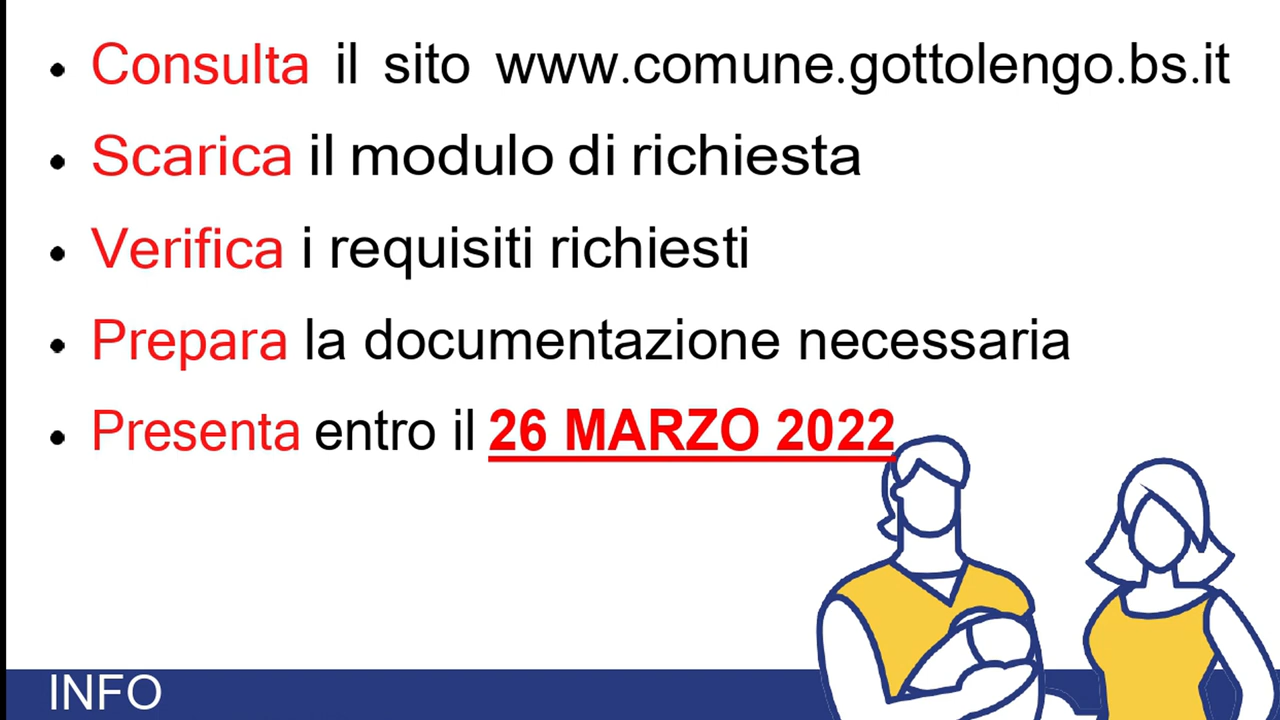 • Consulta il sito www.comune.gottolengo.bs.it
• Scarica il modulo di richiesta
• Verifica i requisiti richiesti
• Prepara la documentazione necessaria
• Presenta entro il 26 MARZO 2022
INFO